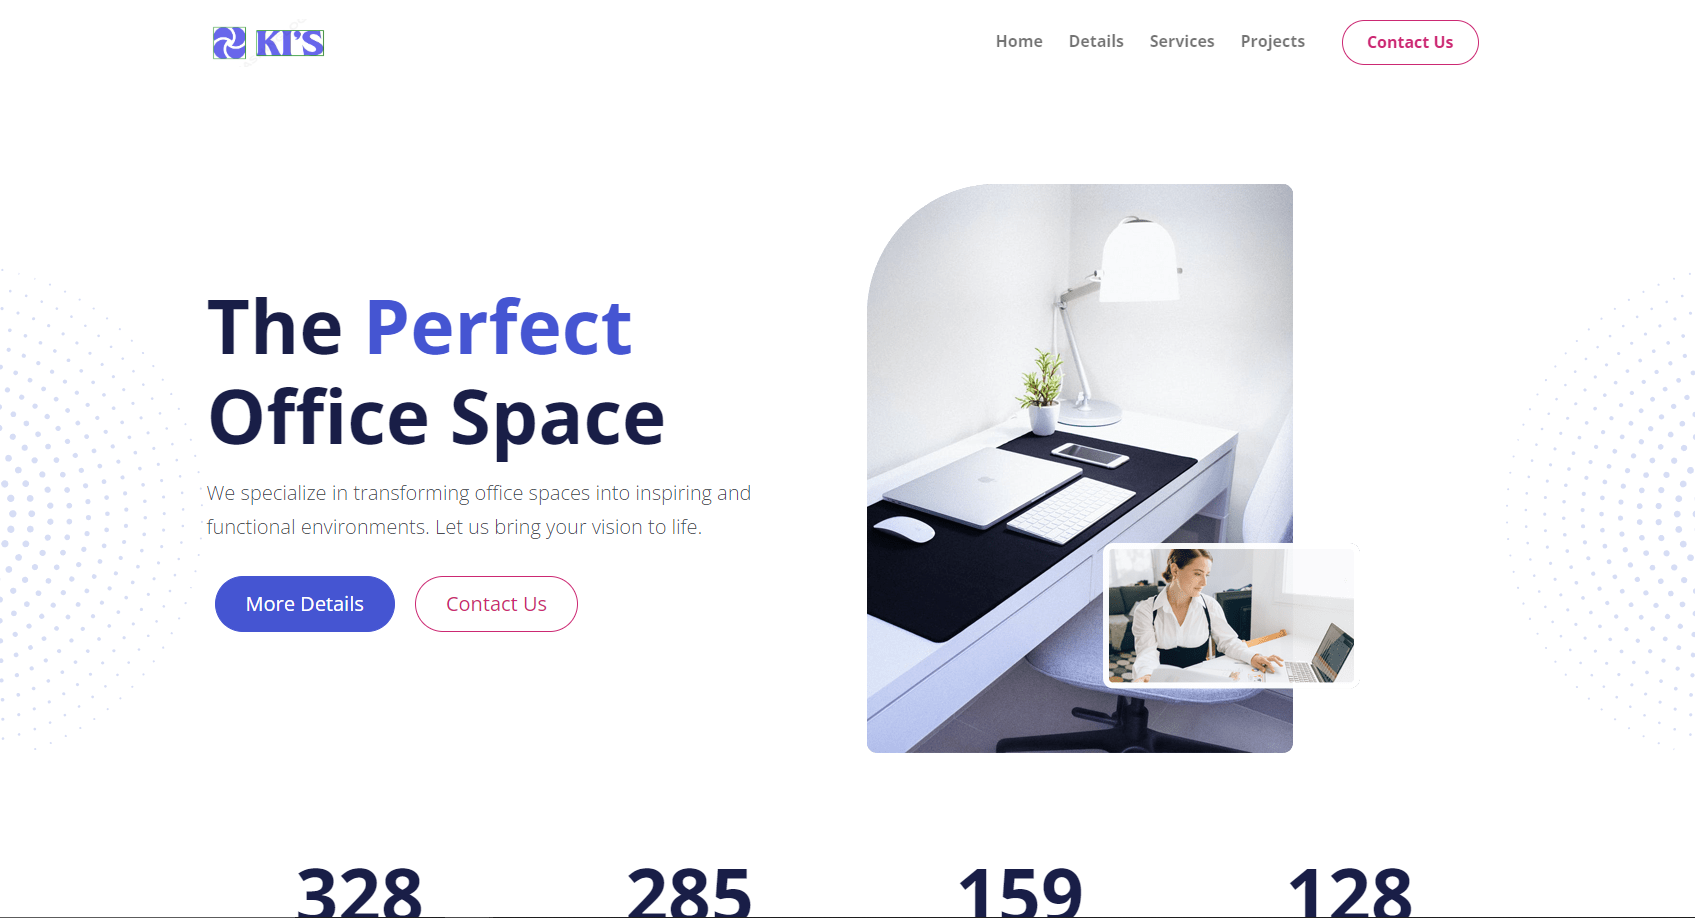 KI'S
Home Details Services Projects Contact Us
The Perfect
Office Space
We specialize in transforming office spaces into inspiring and
functional environments. Let us bring your vision to life.
More Details Contact Us
328 285 159 128